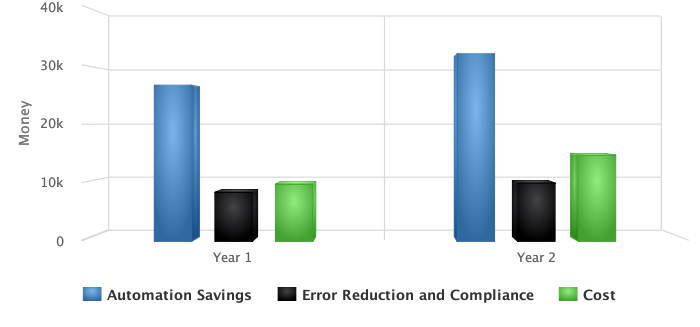 40k
30k
20k
10k
0
Money
Year 1
Year 2
Automation Savings
Error Reduction and Compliance
Cost